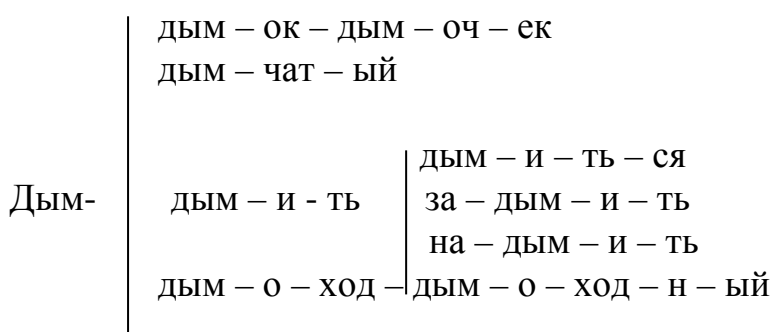 дым – ок – дым – оч – ек
дым – чат – ый
дым – и – ть – ся
Дым- дым – и - ть за – дым – и – ть
на – дым – и – ть
дым – о – ход – дым – о – ход – н – ый